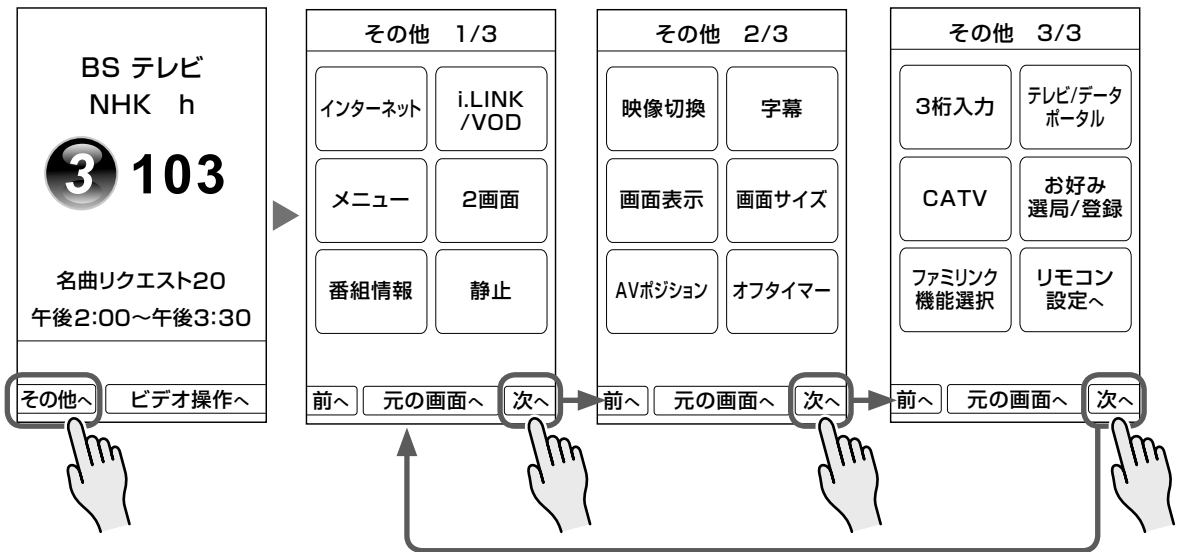 BS テレビ
NHK h
3 103
名曲リクエスト20
午後2:00～午後3:30
その他へ ビデオ操作へ
その他 1/3
インターネット
i.LINK
/VOD
メニュー
2画面
番組情報
静止
前へ 元の画面へ 次へ
その他 2/3
映像切換
字幕
画面表示
画面サイズ
AVポジション
オフタイマー
前へ 元の画面へ 次へ
その他 3/3
3桁入力
テレビ/データ
ポータル
CATV
お好み
選局/登録
ファミリンク
機能選択
リモコン
設定へ
前へ 元の画面へ 次へ